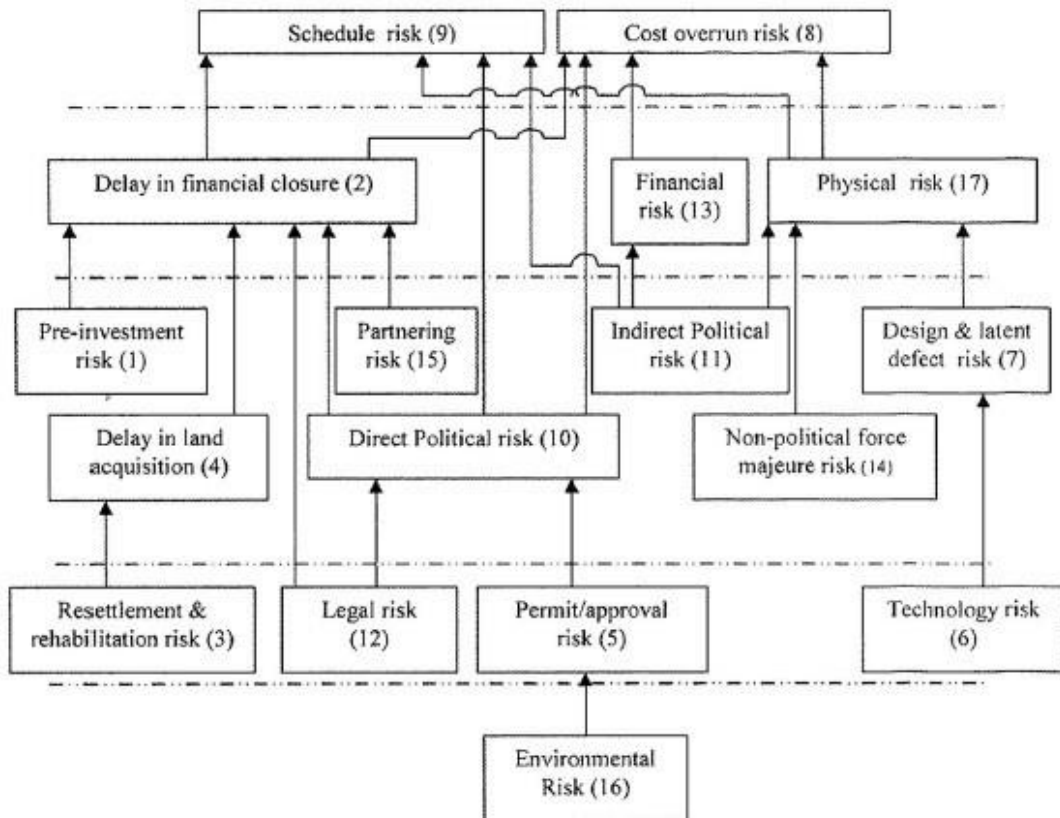 Schedule risk (9)
Cost overrun risk (8)
Delay in financial closure (2)
Financial
risk (13)
Physical risk (17)
Pre-investment
risk (1)
Partnering
risk (15)
Indirect Political
risk (11)
Design & latent
defect risk (7)
Delay in land
acquisition (4)
Direct Political risk (10)
Non-political force
majeure risk (14)
Resettlement &
rehabilitation risk (3)
Legal risk
(12)
Permit/approval
risk (5)
Technology risk
(6)
Environmental
Risk (16)